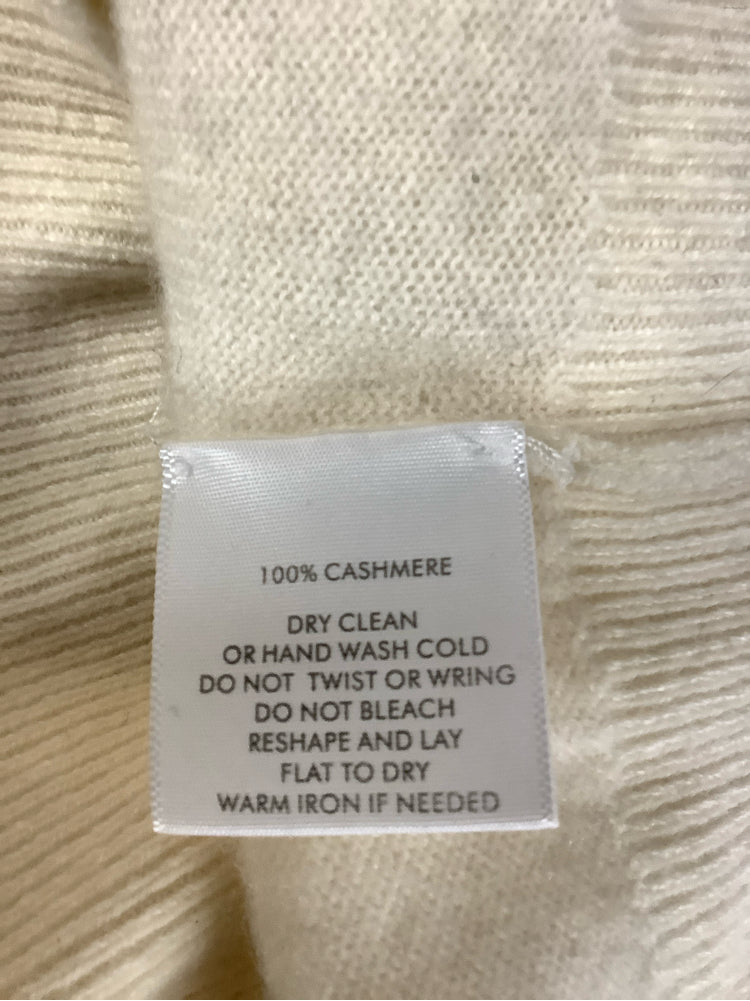 100% CASHMERE
DRY CLEAN
OR HAND WASH COLD
DO NOT TWIST OR WRING
DO NOT BLEACH
RESHAPE AND LAY
FLAT TO DRY
WARM IRON IF NEEDED